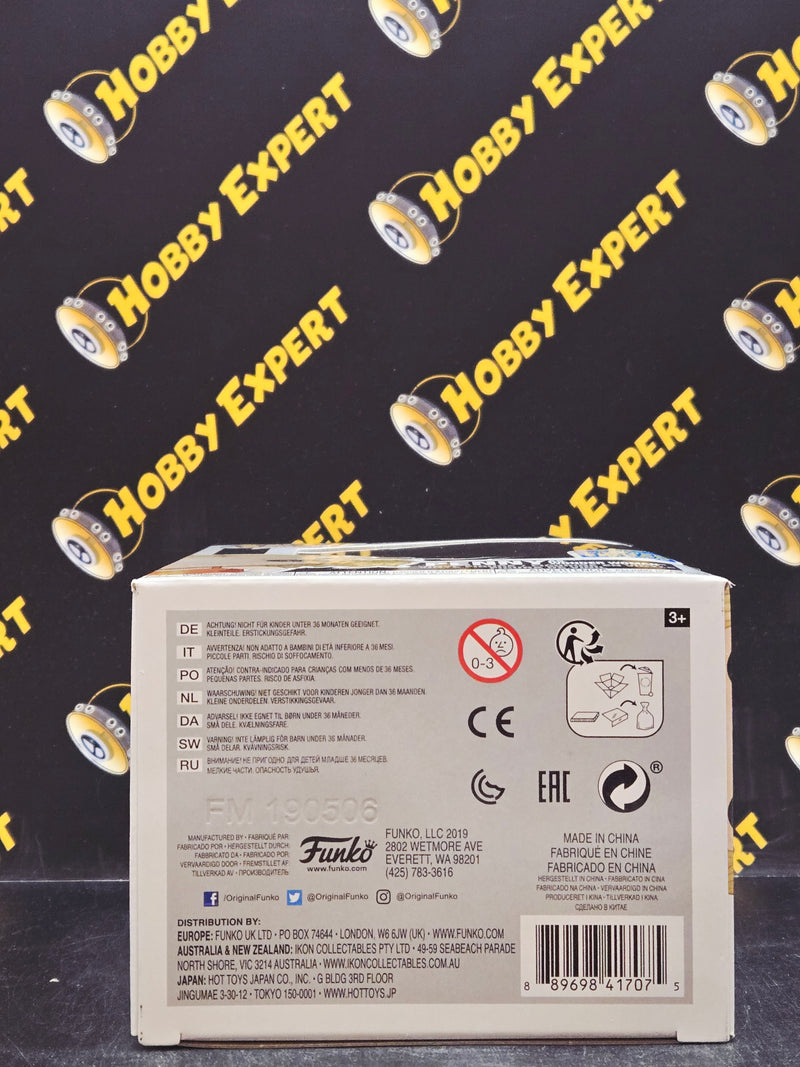 HOBBY EXPERT
HOBBY EXPERT
HOBBY EXPERT
HOBBY EXPERT
HOBBY EXPERT
HOBBY EXPERT
HOBBY EXPERT
3+
DE ACHTUNG! NICHT FÜR KINDER UNTER 36 MONATEN GEEIGNET.
KLEINTEILE. ERSTICKUNGSGEFAHR.
IT AVVERTENZA! NON ADATTO A BAMBINI DI ETÀ INFERIORE A 36 MESI.
PICCOLE PARTI. RISCHIO DI SOFFOCAMENTO.
PO ATENÇÃO! CONTRA-INDICADO PARA CRIANÇAS COM MENOS DE 36 MESES.
PEQUENAS PARTES. RISCO DE ASFIXIA.
NL WAARSCHUWING! NIET GESCHIKT VOOR KINDEREN JONGER DAN 36 MAANDEN.
KLEINE ONDERDELEN. VERSTIKKINGSGEVAAR.
DA ADVARSEL! IKKE EGNET TIL BØRN UNDER 36 MÅNEDER.
SMÅ DELE. KVÆLNINGSFARE.
SW VARNING! INTE LÄMPLIG FÖR BARN UNDER 36 MÅNADER.
SMÅ DELAR. KVÄVNINGSRISK.
RU ВНИМАНИЕ! НЕ ПРИГОДНО ДЛЯ ДЕТЕЙ МЛАДШЕ 36 МЕСЯЦЕВ.
МЕЛКИЕ ЧАСТИ. ОПАСНОСТЬ УДУШЬЯ.
0-3
CE
EAC
®
FM 190506
MANUFACTURED BY • FABRIQUÉ PAR:
FABRICADO POR • HERGESTELLT DURCH:
FABBRICATO DA • FABRICADO POR:
VERVAARDIGD DOOR • FREMSTILLET AF:
TILLVERKAD AV • ПРОИЗВОДИТЕЛЬ
Funko
www.funko.com
FUNKO, LLC 2019
2802 WETMORE AVE
EVERETT, WA 98201
(425) 783-3616
MADE IN CHINA
FABRIQUÉ EN CHINE
FABRICADO EN CHINA
HERGESTELLT IN CHINA • FABBRICATO IN CINA
FABRICADO NA CHINA • VERVAARDIGD IN CHINA
PRODUCERET I KINA • TILLVERKAD I KINA
СДЕЛАНО В КИТАЕ
/OriginalFunko @OriginalFunko @OriginalFunko
DISTRIBUTION BY:
EUROPE: FUNKO UK LTD • PO BOX 74644 • LONDON, W6 6JW (UK) • WWW.FUNKO.COM
AUSTRALIA & NEW ZEALAND: IKON COLLECTABLES PTY LTD • 49-59 SEABEACH PARADE
NORTH SHORE, VIC 3214 AUSTRALIA • WWW.IKONCOLLECTABLES.COM.AU
JAPAN: HOT TOYS JAPAN CO., INC. • G BLDG 3RD FLOOR
JINGUMAE 3-30-12 • TOKYO 150-0001 • WWW.HOTTOYS.JP
8 89698 41707 5